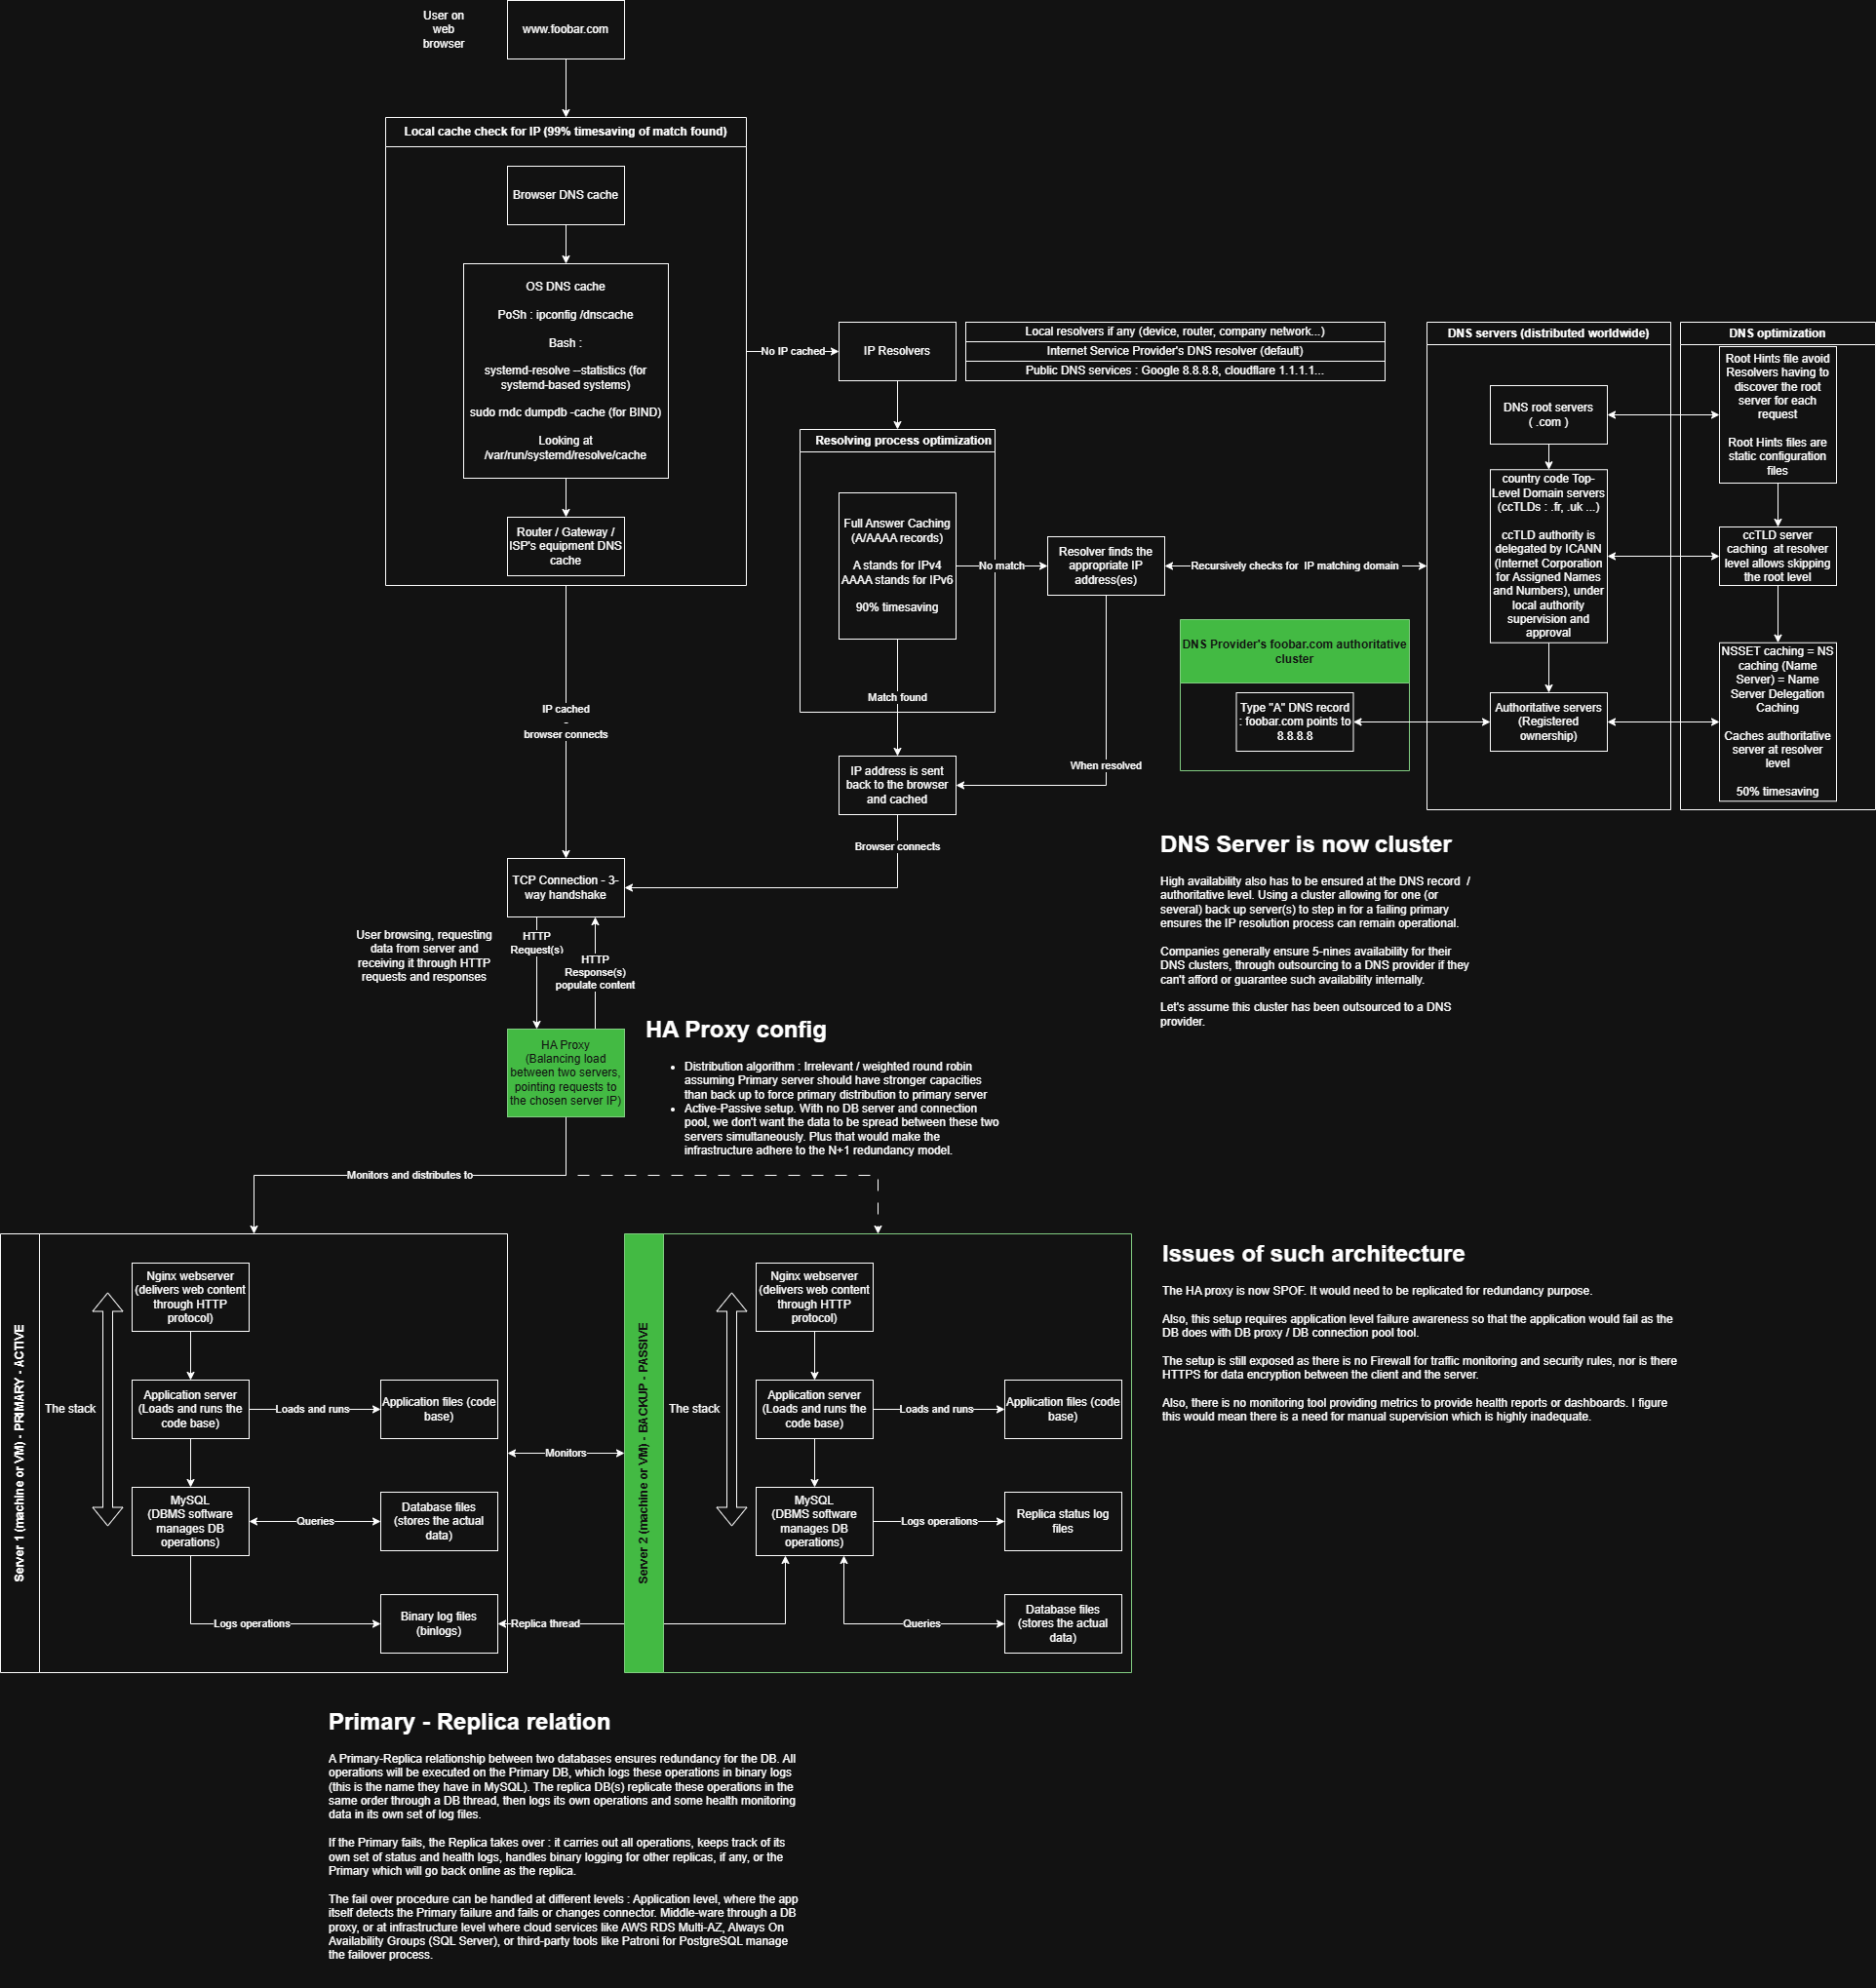 User on
web
browser
www.foobar.com
Local cache check for IP (99% timesaving of match found)
Browser DNS cache
OS DNS cache
PoSh : ipconfig /dnscache
Bash :
systemd-resolve --statistics (for
systemd-based systems)
sudo rndc dumpdb -cache (for BIND)
Looking at
/var/run/systemd/resolve/cache
Router / Gateway /
ISP's equipment DNS
cache
No IP cached
IP Resolvers
Local resolvers if any (device, router, company network...)
Internet Service Provider's DNS resolver (default)
Public DNS services : Google 8.8.8.8, cloudflare 1.1.1.1...
Resolving process optimization
Full Answer Caching
(A/AAAA records)
A stands for IPv4
AAAA stands for IPv6
90% timesaving
No match
Resolver finds the
appropriate IP
address(es)
Recursively checks for  IP matching domain
Match found
When resolved
IP address is sent
back to the browser
and cached
Browser connects
DNS servers (distributed worldwide)
DNS root servers
( .com )
country code Top-
Level Domain servers
(ccTLDs : .fr, .uk ...)
ccTLD authority is
delegated by ICANN
(Internet Corporation
for Assigned Names
and Numbers), under
local authority
supervision and
approval
Authoritative servers
(Registered
ownership)
DNS optimization
Root Hints file avoid
Resolvers having to
discover the root
server for each
request
Root Hints files are
static configuration
files
ccTLD server
caching  at resolver
level allows skipping
the root level
NSSET caching = NS
caching (Name
Server) = Name
Server Delegation
Caching
Caches authoritative
server at resolver
level
50% timesaving
DNS Provider's foobar.com authoritative
cluster
Type "A" DNS record
: foobar.com points to
8.8.8.8
DNS Server is now cluster
High availability also has to be ensured at the DNS record  /
authoritative level. Using a cluster allowing for one (or
several) back up server(s) to step in for a failing primary
ensures the IP resolution process can remain operational.
Companies generally ensure 5-nines availability for their
DNS clusters, through outsourcing to a DNS provider if they
can't afford or guarantee such availability internally.
Let's assume this cluster has been outsourced to a DNS
provider.
IP cached
-
browser connects
TCP Connection - 3-
way handshake
User browsing, requesting
data from server and
receiving it through HTTP
requests and responses
HTTP
Request(s)
HTTP
Response(s)
populate content
HA Proxy
(Balancing load
between two servers,
pointing requests to
the chosen server IP)
HA Proxy config
• Distribution algorithm : Irrelevant / weighted round robin
assuming Primary server should have stronger capacities
than back up to force primary distribution to primary server
• Active-Passive setup. With no DB server and connection
pool, we don't want the data to be spread between these two
servers simultaneously. Plus that would make the
infrastructure adhere to the N+1 redundancy model.
Monitors and distributes to
Server 1 (machine or VM) - PRIMARY - ACTIVE
The stack
Nginx webserver
(delivers web content
through HTTP
protocol)
Application server
(Loads and runs the
code base)
Loads and runs
Application files (code
base)
MySQL
(DBMS software
manages DB
operations)
Queries
Database files
(stores the actual
data)
Logs operations
Binary log files
(binlogs)
Monitors
Replica thread
Server 2 (machine or VM) - BACKUP - PASSIVE
The stack
Nginx webserver
(delivers web content
through HTTP
protocol)
Application server
(Loads and runs the
code base)
Loads and runs
Application files (code
base)
MySQL
(DBMS software
manages DB
operations)
Logs operations
Replica status log
files
Queries
Database files
(stores the actual
data)
Issues of such architecture
The HA proxy is now SPOF. It would need to be replicated for redundancy purpose.
Also, this setup requires application level failure awareness so that the application would fail as the
DB does with DB proxy / DB connection pool tool.
The setup is still exposed as there is no Firewall for traffic monitoring and security rules, nor is there
HTTPS for data encryption between the client and the server.
Also, there is no monitoring tool providing metrics to provide health reports or dashboards. I figure
this would mean there is a need for manual supervision which is highly inadequate.
Primary - Replica relation
A Primary-Replica relationship between two databases ensures redundancy for the DB. All
operations will be executed on the Primary DB, which logs these operations in binary logs
(this is the name they have in MySQL). The replica DB(s) replicate these operations in the
same order through a DB thread, then logs its own operations and some health monitoring
data in its own set of log files.
If the Primary fails, the Replica takes over : it carries out all operations, keeps track of its
own set of status and health logs, handles binary logging for other replicas, if any, or the
Primary which will go back online as the replica.
The fail over procedure can be handled at different levels : Application level, where the app
itself detects the Primary failure and fails or changes connector. Middle-ware through a DB
proxy, or at infrastructure level where cloud services like AWS RDS Multi-AZ, Always On
Availability Groups (SQL Server), or third-party tools like Patroni for PostgreSQL manage
the failover process.